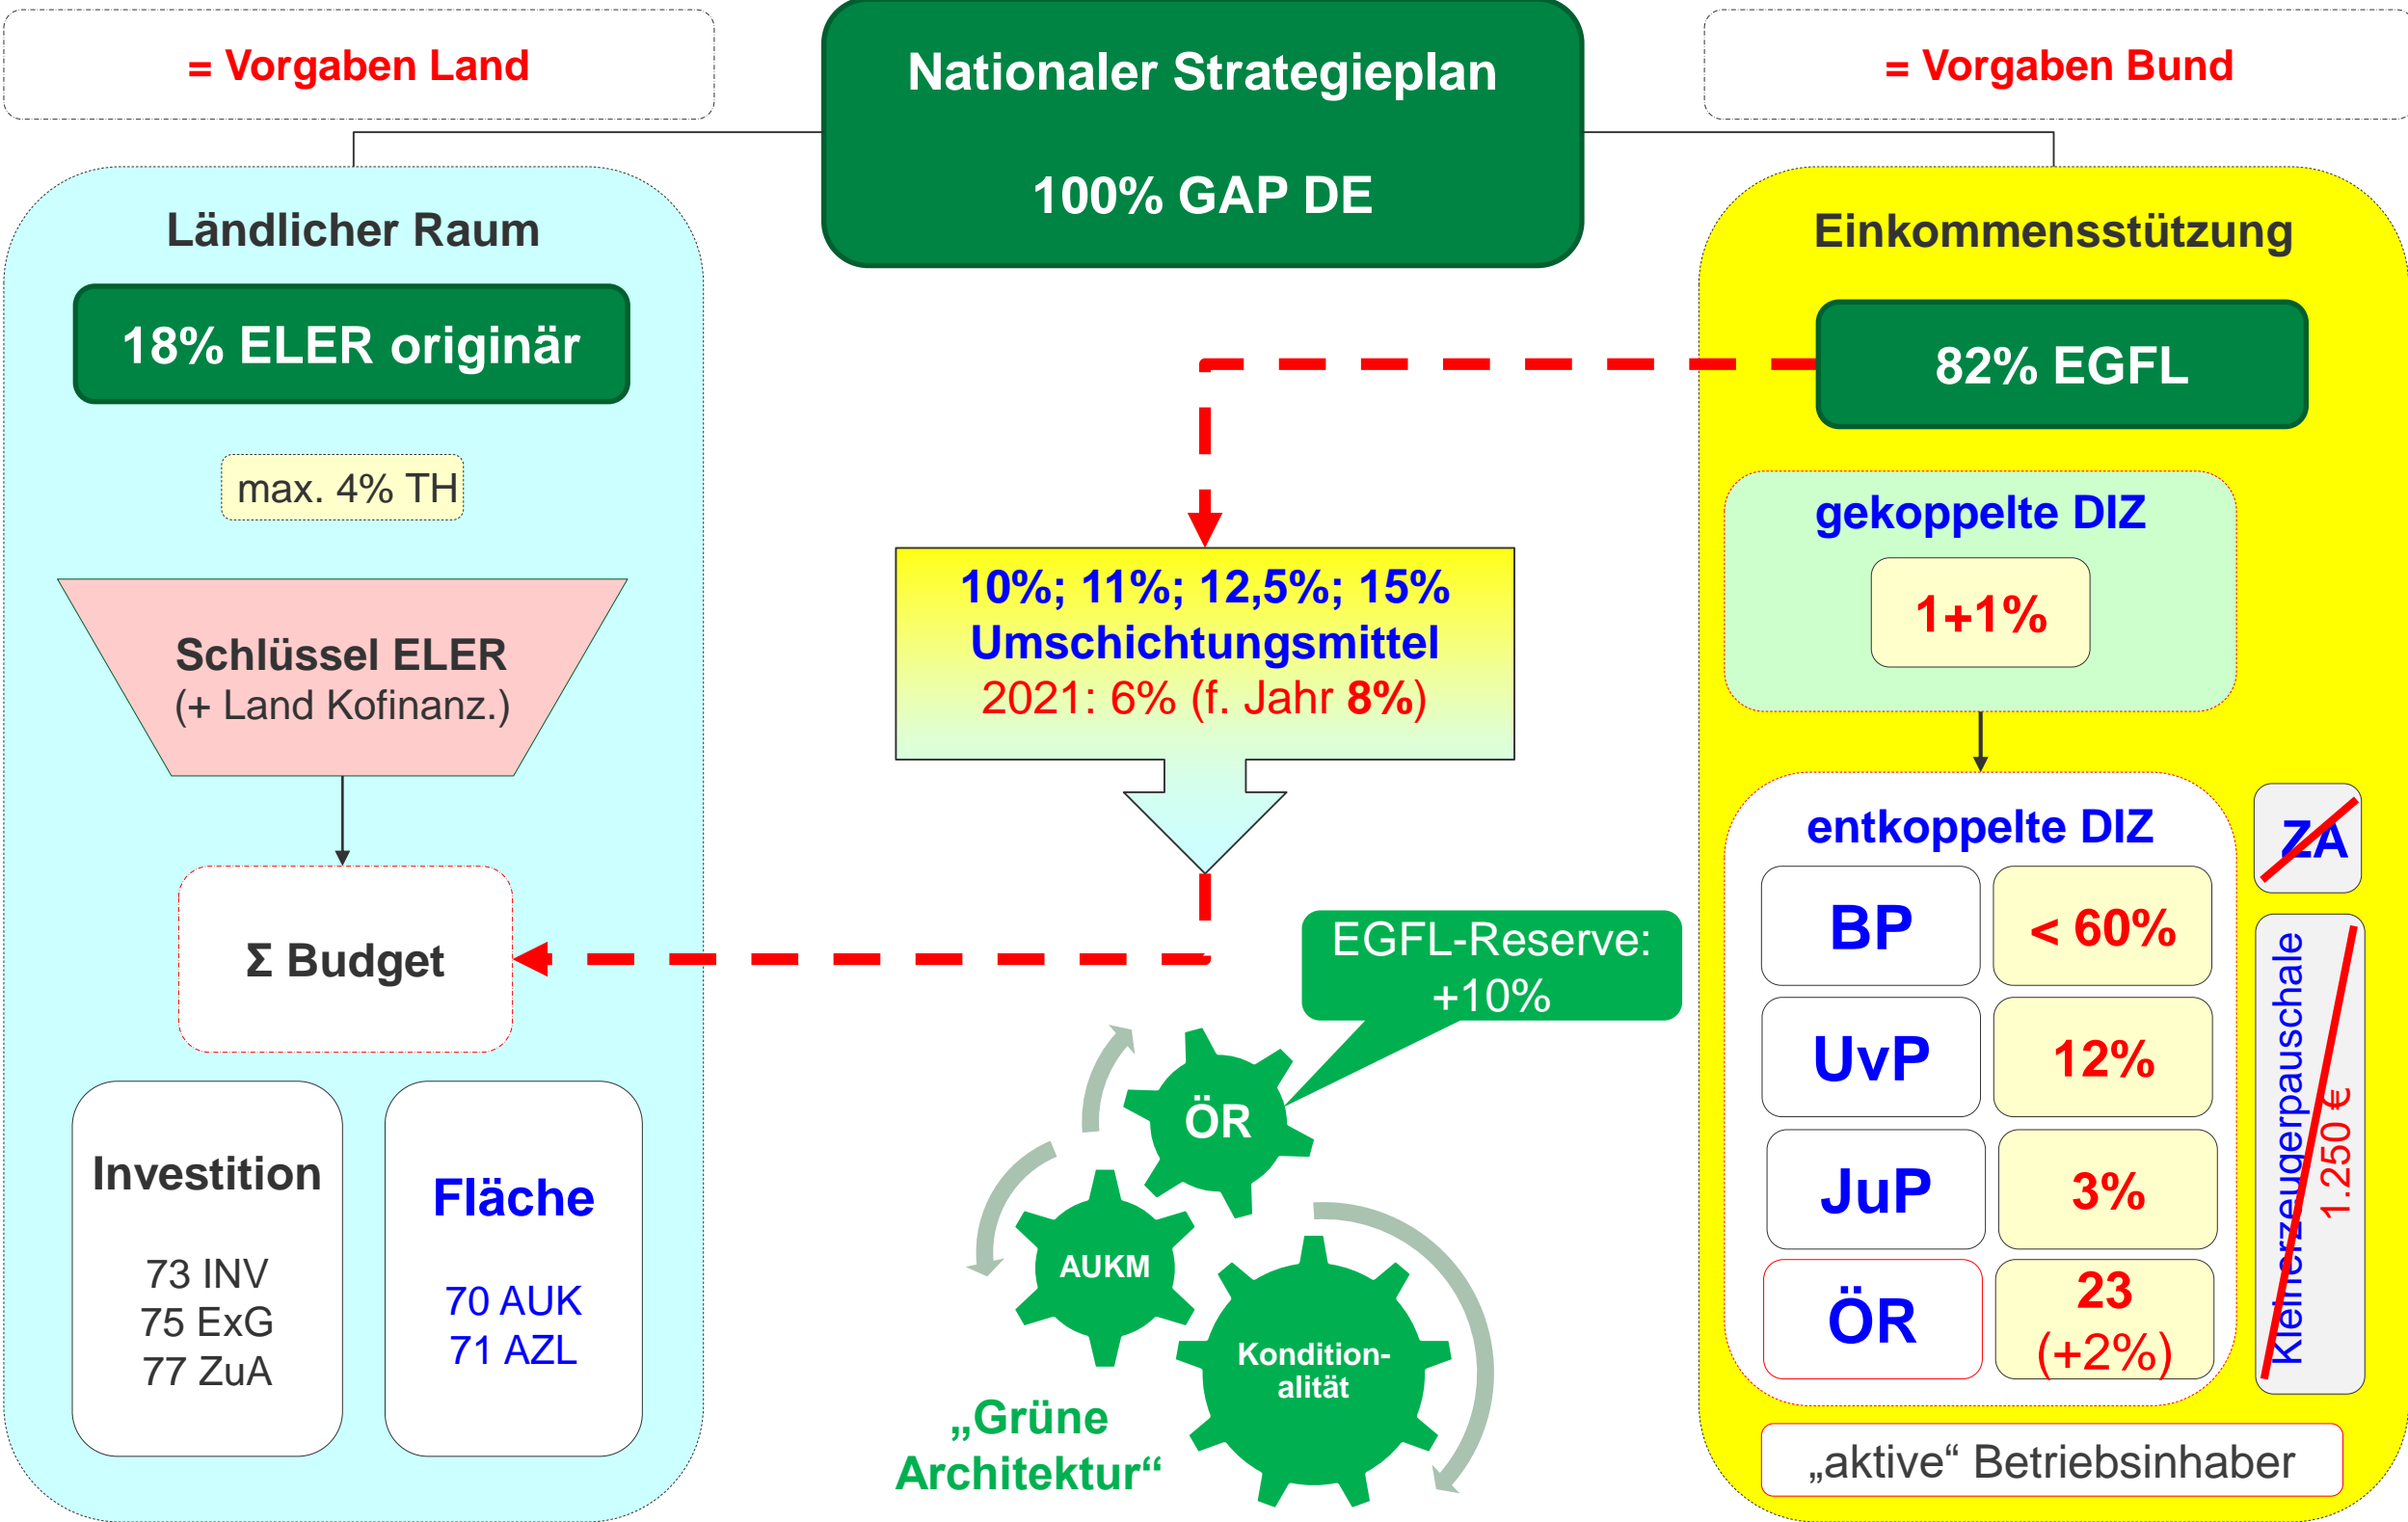 = Vorgaben Land
Nationaler Strategieplan
100% GAP DE
= Vorgaben Bund
Ländlicher Raum
18% ELER originär
max. 4% TH
Schlüssel ELER
(+ Land Kofinanz.)
Σ Budget
Investition
73 INV
75 ExG
77 ZuA
Fläche
70 AUK
71 AZL
10%; 11%; 12,5%; 15%
Umschichtungsmittel
2021: 6% (f. Jahr 8%)
EGFL-Reserve:
+10%
ÖR
AUKM
Kondition-
alität
„Grüne
Architektur“
Einkommensstützung
82% EGFL
gekoppelte DIZ
1+1%
entkoppelte DIZ
BP
< 60%
UvP
12%
JuP
3%
ÖR
23
(+2%)
ZA
Kleinerzeugerpauschale
1.250 €
„aktive“ Betriebsinhaber